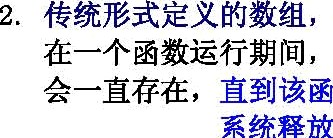 2. 传统形式定义的数组，
在一个函数运行期间，
会一直存在，直到该函
系统释放